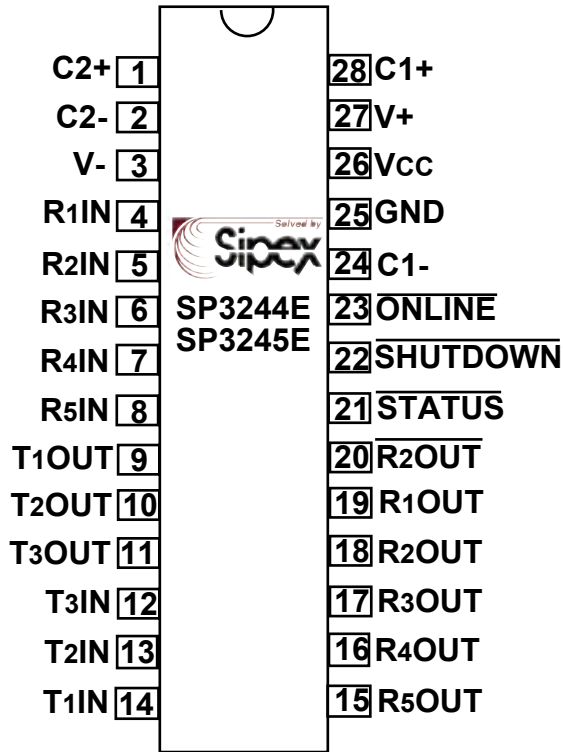 C2+ 1
C2- 2
V- 3
R1IN 4
R2IN 5
R3IN 6
R4IN 7
R5IN 8
T1OUT 9
T2OUT 10
T3OUT 11
T3IN 12
T2IN 13
T1IN 14
Solved by
Sipex
SP3244E
SP3245E
28 C1+
27 V+
26 VCC
25 GND
24 C1-
23 ONLINE
22 SHUTDOWN
21 STATUS
20 R2OUT
19 R1OUT
18 R2OUT
17 R3OUT
16 R4OUT
15 R5OUT